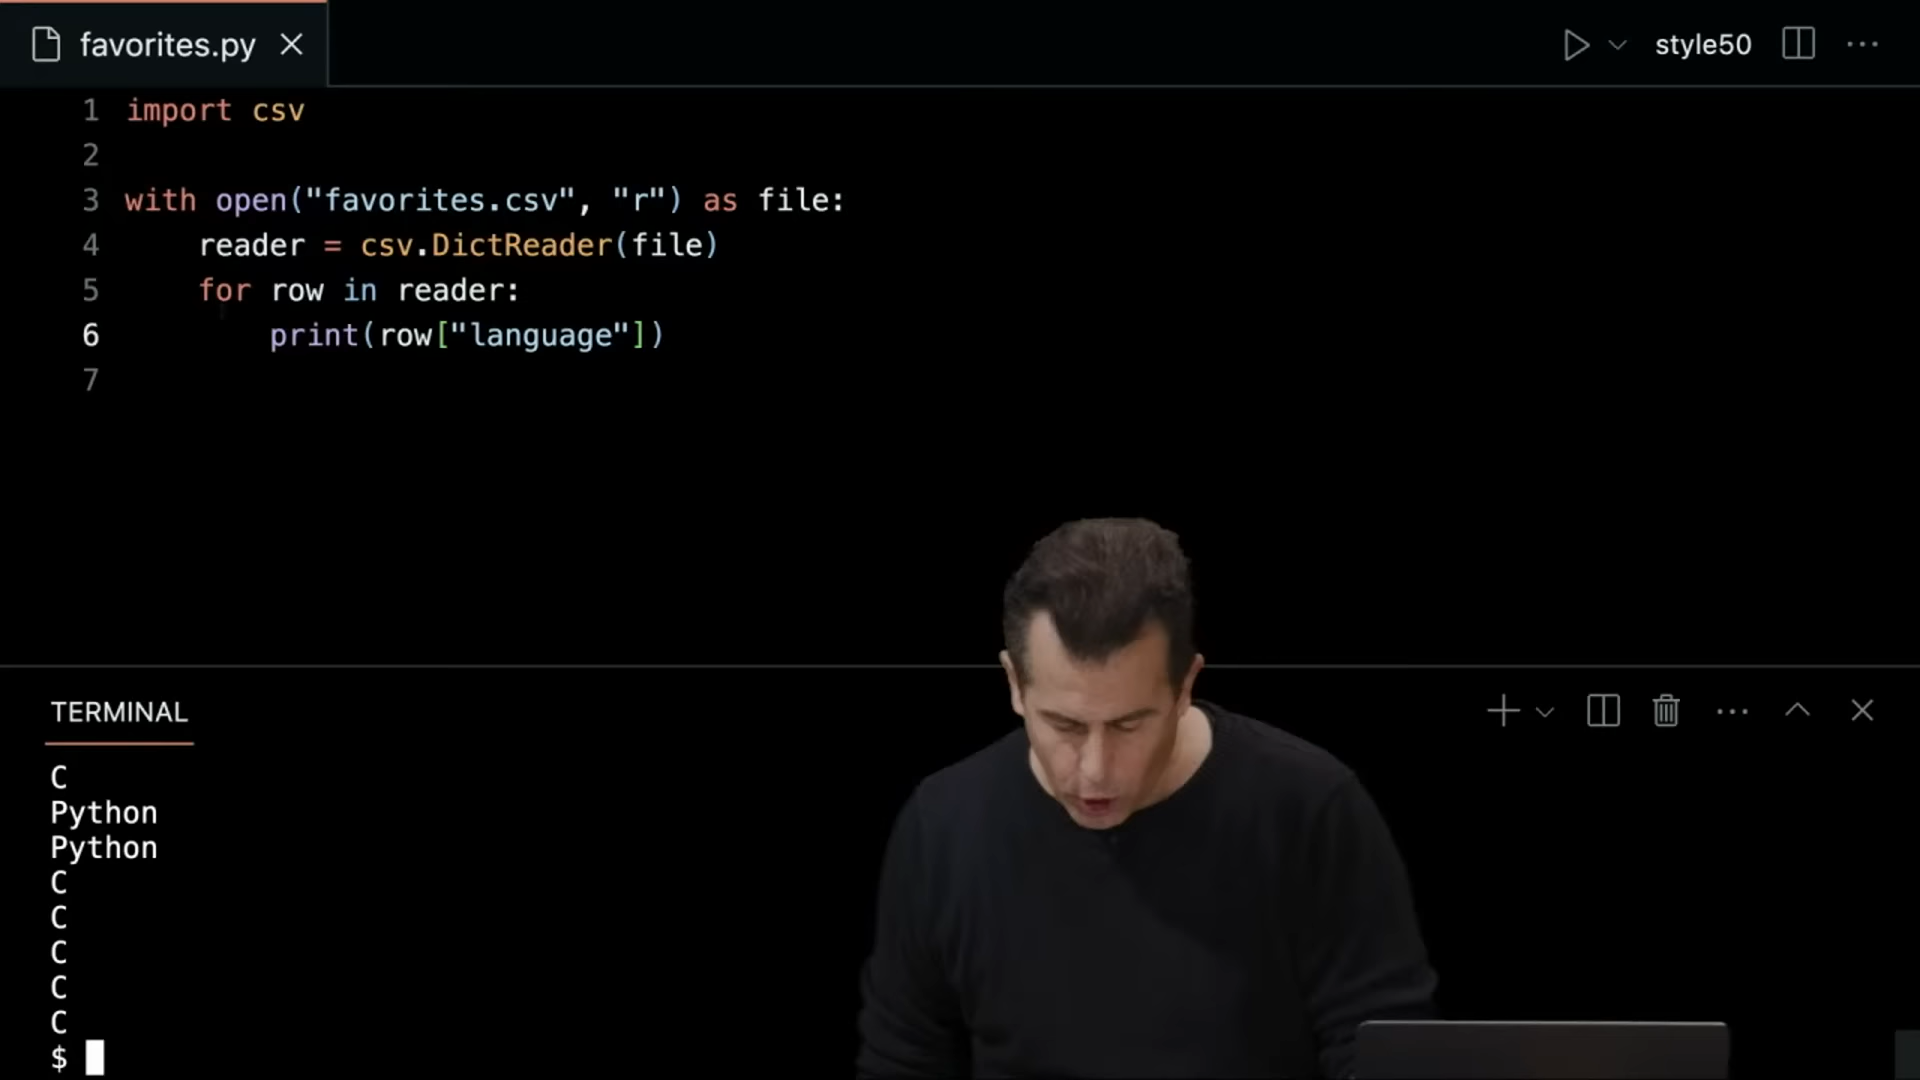 favorites.py
style50
1 import csv
2
3 with open("favorites.csv", "r") as file:
4     reader = csv.DictReader(file)
5     for row in reader:
6         print(row["language"])
7
TERMINAL
C
Python
Python
C
C
C
C
C
$